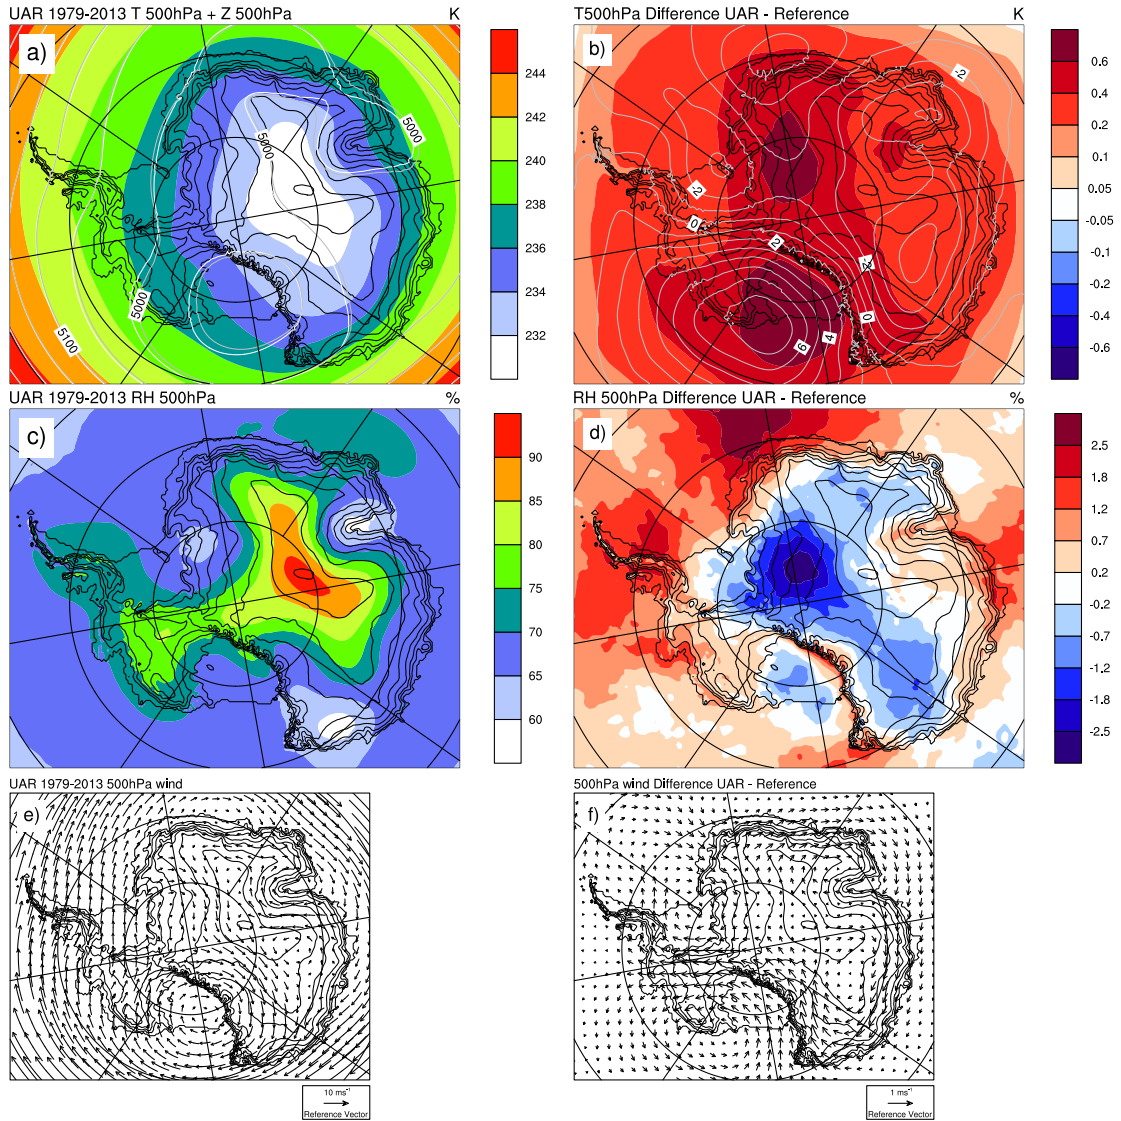 UAR 1979-2013 T 500hPa + Z 500hPa K
a)
5000
5000
5000
5100
244
242
240
238
236
234
232
T500hPa Difference UAR - Reference K
b)
-2
-2
0
2
-2
0
4
6
0.6
0.4
0.2
0.1
0.05
-0.05
-0.1
-0.2
-0.4
-0.6
UAR 1979-2013 RH 500hPa %
c)
90
85
80
75
70
65
60
RH 500hPa Difference UAR - Reference %
d)
2.5
1.8
1.2
0.7
0.2
-0.2
-0.7
-1.2
-1.8
-2.5
UAR 1979-2013 500hPa wind
e)
10 ms⁻¹
Reference Vector
500hPa wind Difference UAR - Reference
f)
1 ms⁻¹
Reference Vector